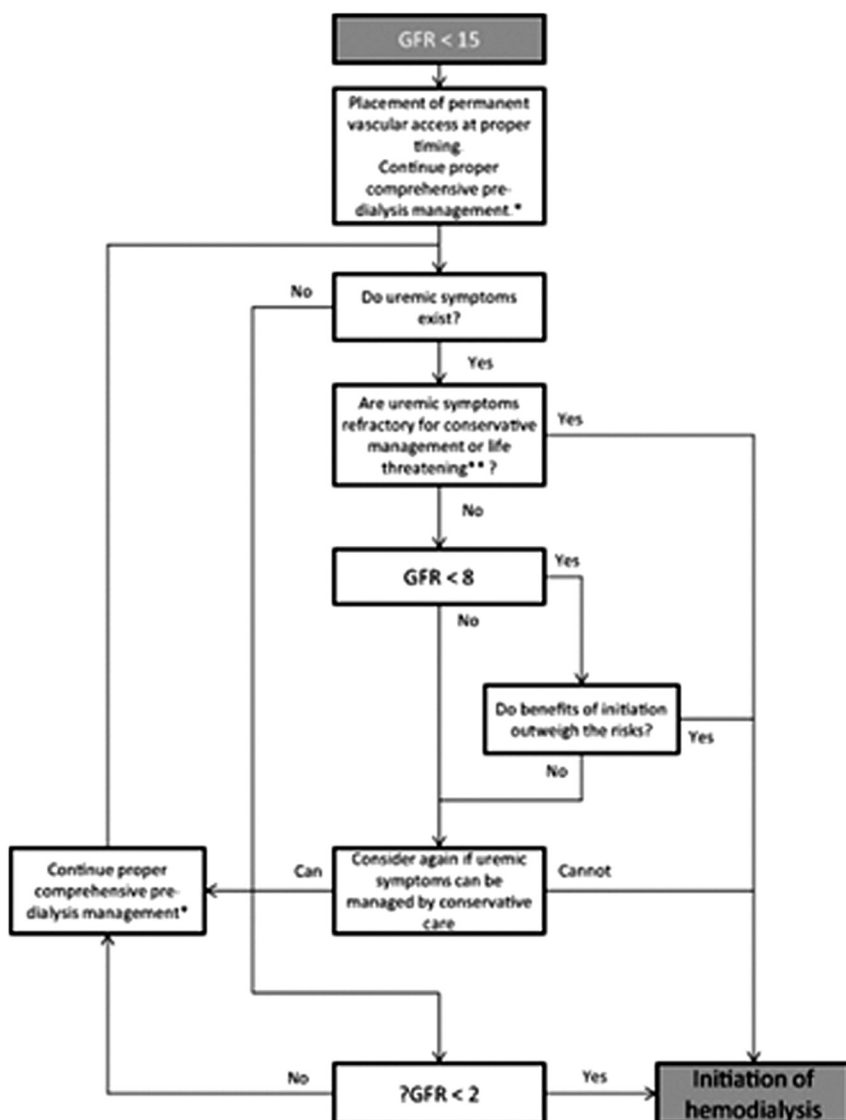 GFR < 15
Placement of permanent
vascular access at proper
timing.
Continue proper
comprehensive pre-
dialysis management.*
No
Do uremic symptoms
exist?
Yes
Are uremic symptoms
refractory for conservative
management or life
threatening** ?
Yes
No
GFR < 8
Yes
No
Do benefits of initiation
outweigh the risks?
Yes
No
Continue proper
comprehensive pre-
dialysis management*
Can
Consider again if uremic
symptoms can be
managed by conservative
care
Cannot
No
?GFR < 2
Yes
Initiation of
hemodialysis